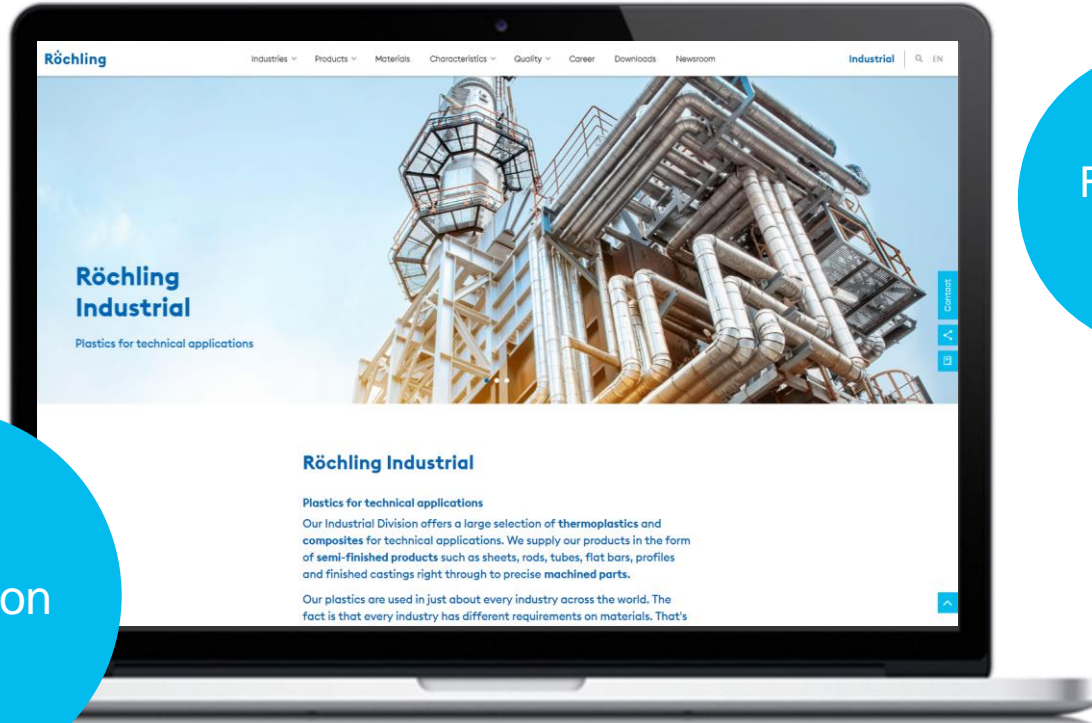 Röchling
Industries Products Materials Characteristics Quality Career Downloads Newsroom
Industrial EN
Röchling
Industrial
Plastics for technical applications
Contact
Röchling Industrial
Plastics for technical applications
Our Industrial Division offers a large selection of thermoplastics and
composites for technical applications. We supply our products in the form
of semi-finished products such as sheets, rods, tubes, flat bars, profiles
and finished castings right through to precise machined parts.
Our plastics are used in just about every industry across the world. The
fact is that every industry has different requirements on materials. That's
on